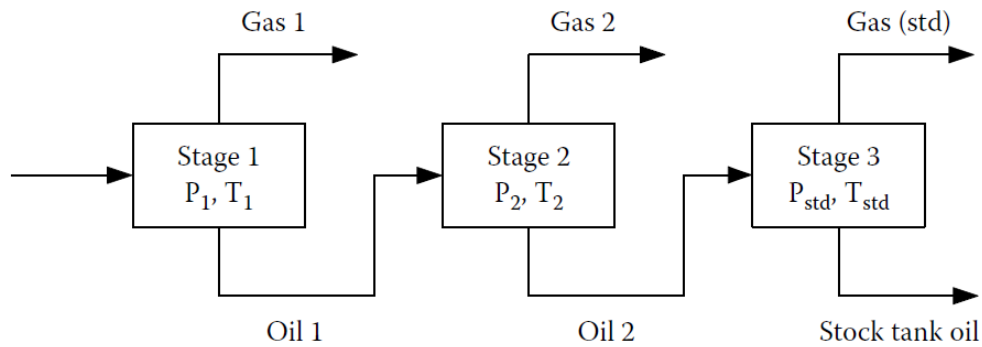 Gas 1
Gas 2
Gas (std)
Stage 1
P1, T1
Stage 2
P2, T2
Stage 3
Pstd, Tstd
Oil 1
Oil 2
Stock tank oil